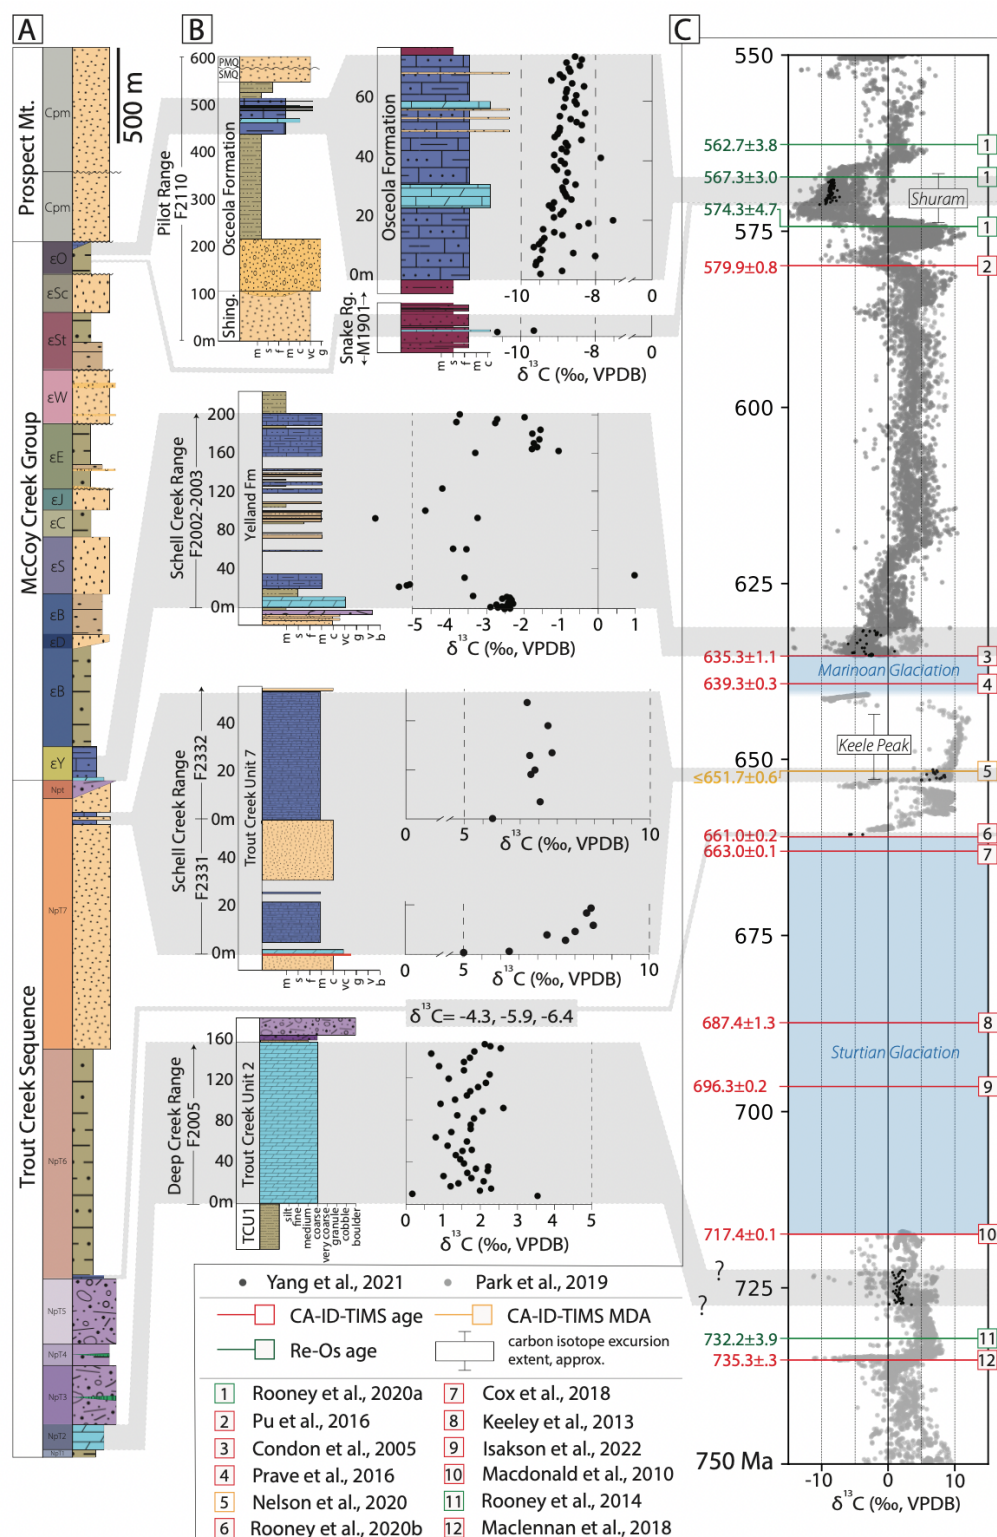 A
B
C
500 m
Prospect Mt.
McCoy Creek Group
Trout Creek Sequence
Cpm
Cpm
εO
εSc
εSt
εW
εE
εJ
εC
εS
εB
εD
εB
εY
Npt
NpT7
NpT6
NpT5
NpT4
NpT3
NpT2
NpT1
Pilot Range
F2110
Osceola Formation
Shing.
600
500
400
300
200
100
0m
PMQ
SMQ
m s f m c vc g
Osceola Formation
60
40
20
0m
-10 -8 0
Snake Rg.
←M1901→
m s f m c
-10 -8 0
δ¹³C (‰, VPDB)
Schell Creek Range
F2002-2003
Yelland Fm
200
160
120
80
40
0m
m s f m c vc g v b
-5 -4 -3 -2 -1 0 1
δ¹³C (‰, VPDB)
Schell Creek Range
F2331 F2332
Trout Creek Unit 7
40
20
0m
0 5 10
δ¹³C (‰, VPDB)
40
20
0m
m s f m c vc g v b
0 5 10
δ¹³C (‰, VPDB)
δ¹³C= -4.3, -5.9, -6.4
Deep Creek Range
F2005
Trout Creek Unit 2
TCU1
160
120
80
40
0m
silt
fine
medium
coarse
very coarse
granule
cobble
boulder
0 1 2 3 4 5
δ¹³C (‰, VPDB)
550
562.7±3.8 1
567.3±3.0 1
Shuram
574.3±4.7 1
575
579.9±0.8 2
600
625
635.3±1.1 3
Marinoan Glaciation
639.3±0.3 4
Keele Peak
650
≤651.7±0.6 5
661.0±0.2 6
663.0±0.1 7
675
687.4±1.3 8
Sturtian Glaciation
696.3±0.2 9
700
717.4±0.1 10
?
725
?
732.2±3.9 11
735.3±.3 12
750 Ma
-10 0 10
δ¹³C (‰, VPDB)
Yang et al., 2021
Park et al., 2019
CA-ID-TIMS age
CA-ID-TIMS MDA
Re-Os age
carbon isotope excursion
extent, approx.
1 Rooney et al., 2020a
2 Pu et al., 2016
3 Condon et al., 2005
4 Prave et al., 2016
5 Nelson et al., 2020
6 Rooney et al., 2020b
7 Cox et al., 2018
8 Keeley et al., 2013
9 Isakson et al., 2022
10 Macdonald et al., 2010
11 Rooney et al., 2014
12 Maclennan et al., 2018